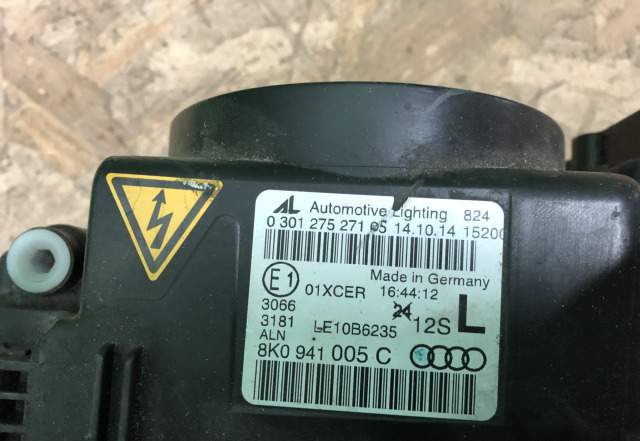 AL Automotive Lighting 824
0 301 275 271 05 14.10.14 15200
Made in Germany
E1 01XCER 16:44:12
3066
3181 LE10B6235 24 12S L
ALN
8K0 941 005 C